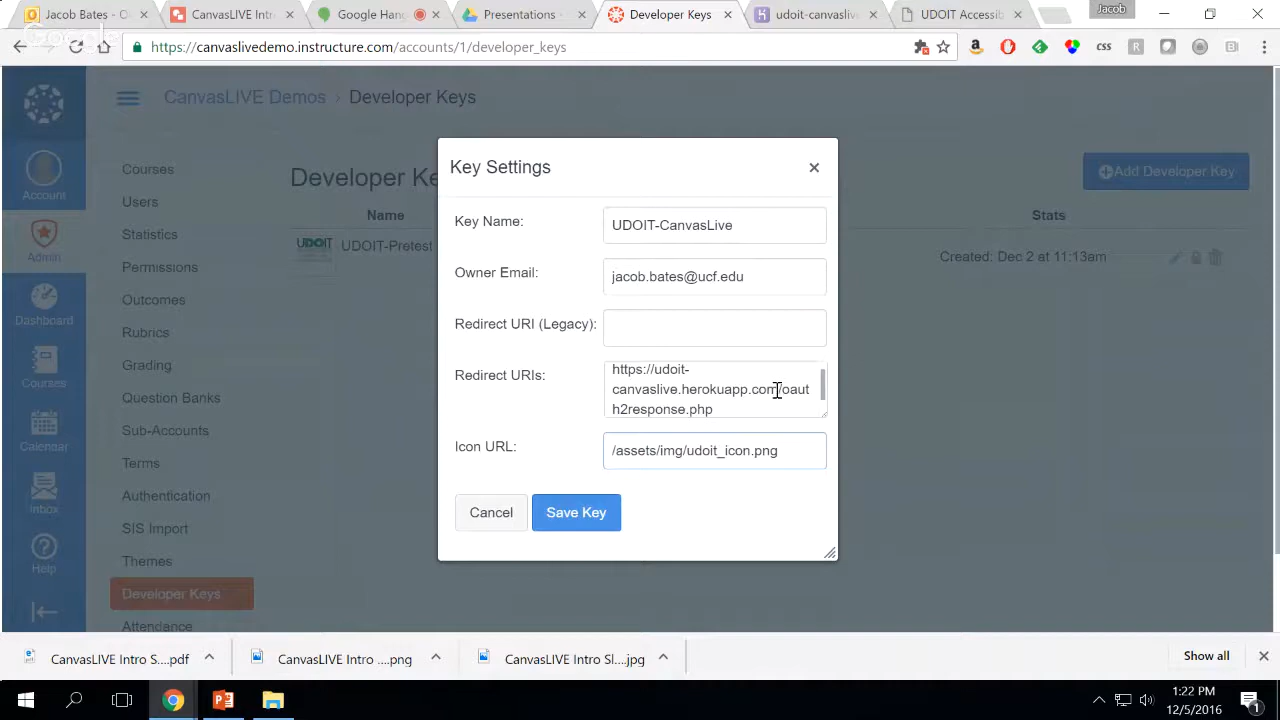 Jacob Bates - O
CanvasLIVE Intr
Google Hang
Presentations -
Developer Keys
udoit-canvaslive
UDOIT Accessib
Jacob
https://canvaslivedemo.instructure.com/accounts/1/developer_keys
css
CanvasLIVE Demos › Developer Keys
Account
Admin
Dashboard
Courses
Calendar
Inbox
Help
Courses
Users
Statistics
Permissions
Outcomes
Rubrics
Grading
Question Banks
Sub-Accounts
Terms
Authentication
SIS Import
Themes
Developer Keys
Attendance
Developer Ke
Add Developer Key
Name
Stats
UDOIT
UDOIT-Pretest
Created: Dec 2 at 11:13am
Key Settings
Key Name:
UDOIT-CanvasLive
Owner Email:
jacob.bates@ucf.edu
Redirect URI (Legacy):
Redirect URIs:
https://udoit-
canvaslive.herokuapp.com/oaut
h2response.php
Icon URL:
/assets/img/udoit_icon.png
Cancel
Save Key
CanvasLIVE Intro S....pdf
CanvasLIVE Intro ....png
CanvasLIVE Intro Sl....jpg
Show all
1:22 PM
12/5/2016
1